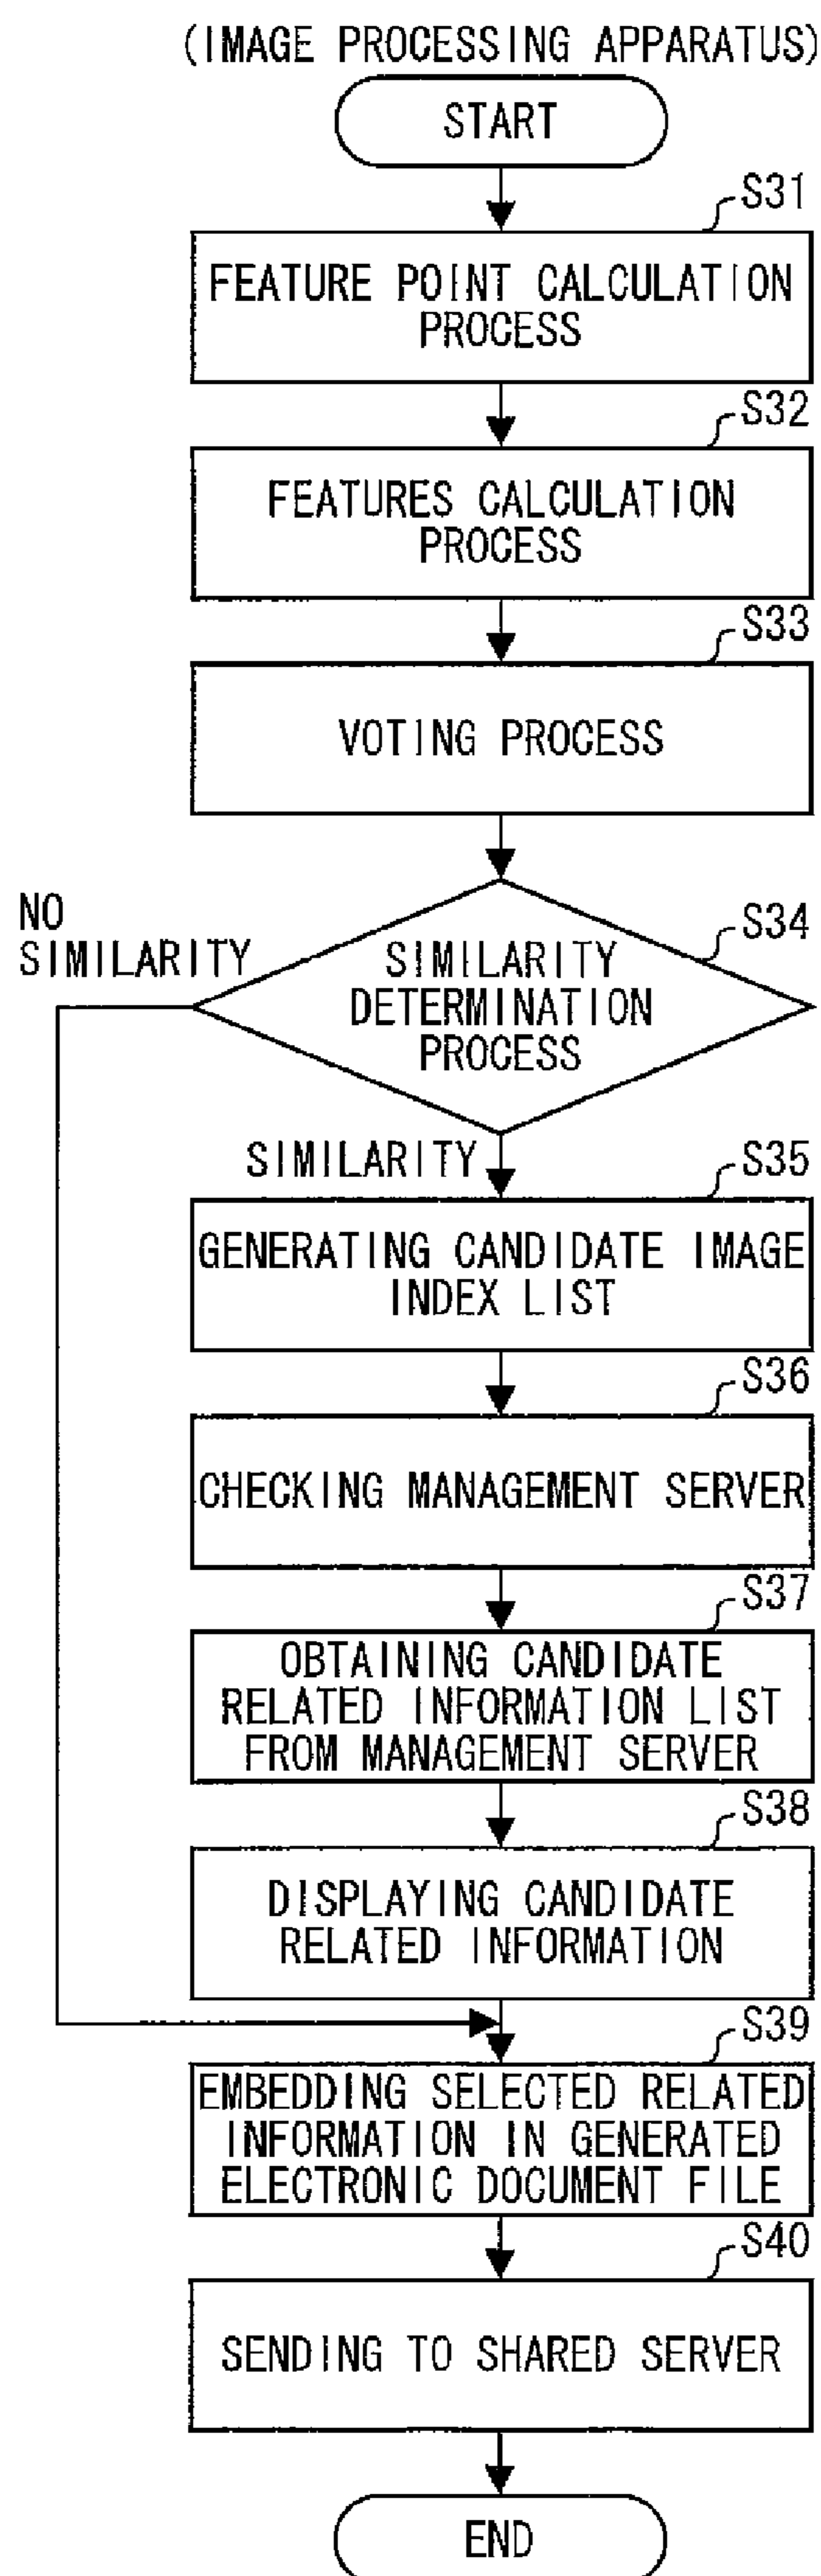 (IMAGE PROCESSING APPARATUS)
START
S31
FEATURE POINT CALCULATION
PROCESS
S32
FEATURES CALCULATION
PROCESS
S33
VOTING PROCESS
NO
SIMILARITY
S34
SIMILARITY
DETERMINATION
PROCESS
SIMILARITY
S35
GENERATING CANDIDATE IMAGE
INDEX LIST
S36
CHECKING MANAGEMENT SERVER
S37
OBTAINING CANDIDATE
RELATED INFORMATION LIST
FROM MANAGEMENT SERVER
S38
DISPLAYING CANDIDATE
RELATED INFORMATION
S39
EMBEDDING SELECTED RELATED
INFORMATION IN GENERATED
ELECTRONIC DOCUMENT FILE
S40
SENDING TO SHARED SERVER
END